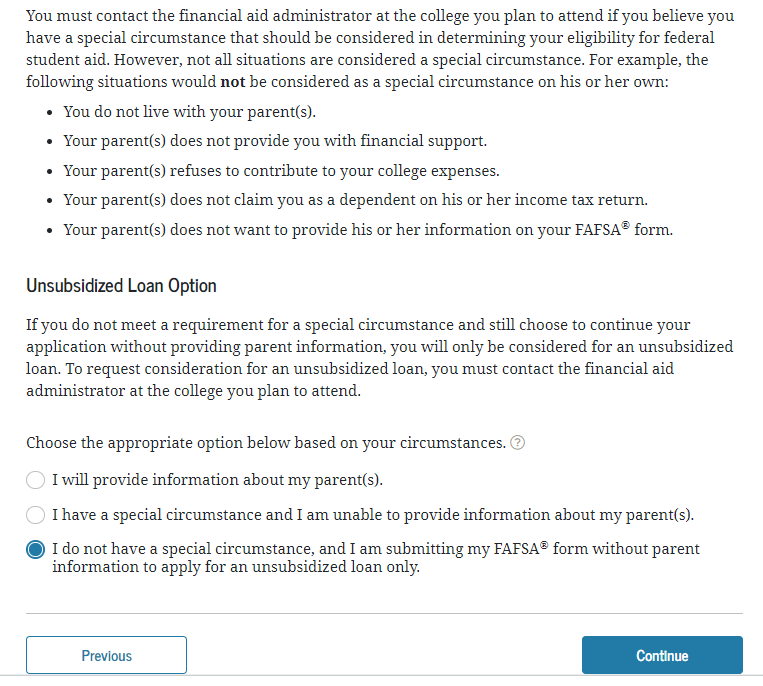 You must contact the financial aid administrator at the college you plan to attend if you believe you
have a special circumstance that should be considered in determining your eligibility for federal
student aid. However, not all situations are considered a special circumstance. For example, the
following situations would not be considered as a special circumstance on his or her own:
• You do not live with your parent(s).
• Your parent(s) does not provide you with financial support.
• Your parent(s) refuses to contribute to your college expenses.
• Your parent(s) does not claim you as a dependent on his or her income tax return.
• Your parent(s) does not want to provide his or her information on your FAFSA® form.
Unsubsidized Loan Option
If you do not meet a requirement for a special circumstance and still choose to continue your
application without providing parent information, you will only be considered for an unsubsidized
loan. To request consideration for an unsubsidized loan, you must contact the financial aid
administrator at the college you plan to attend.
Choose the appropriate option below based on your circumstances. ?
I will provide information about my parent(s).
I have a special circumstance and I am unable to provide information about my parent(s).
I do not have a special circumstance, and I am submitting my FAFSA® form without parent
information to apply for an unsubsidized loan only.
Previous
Continue